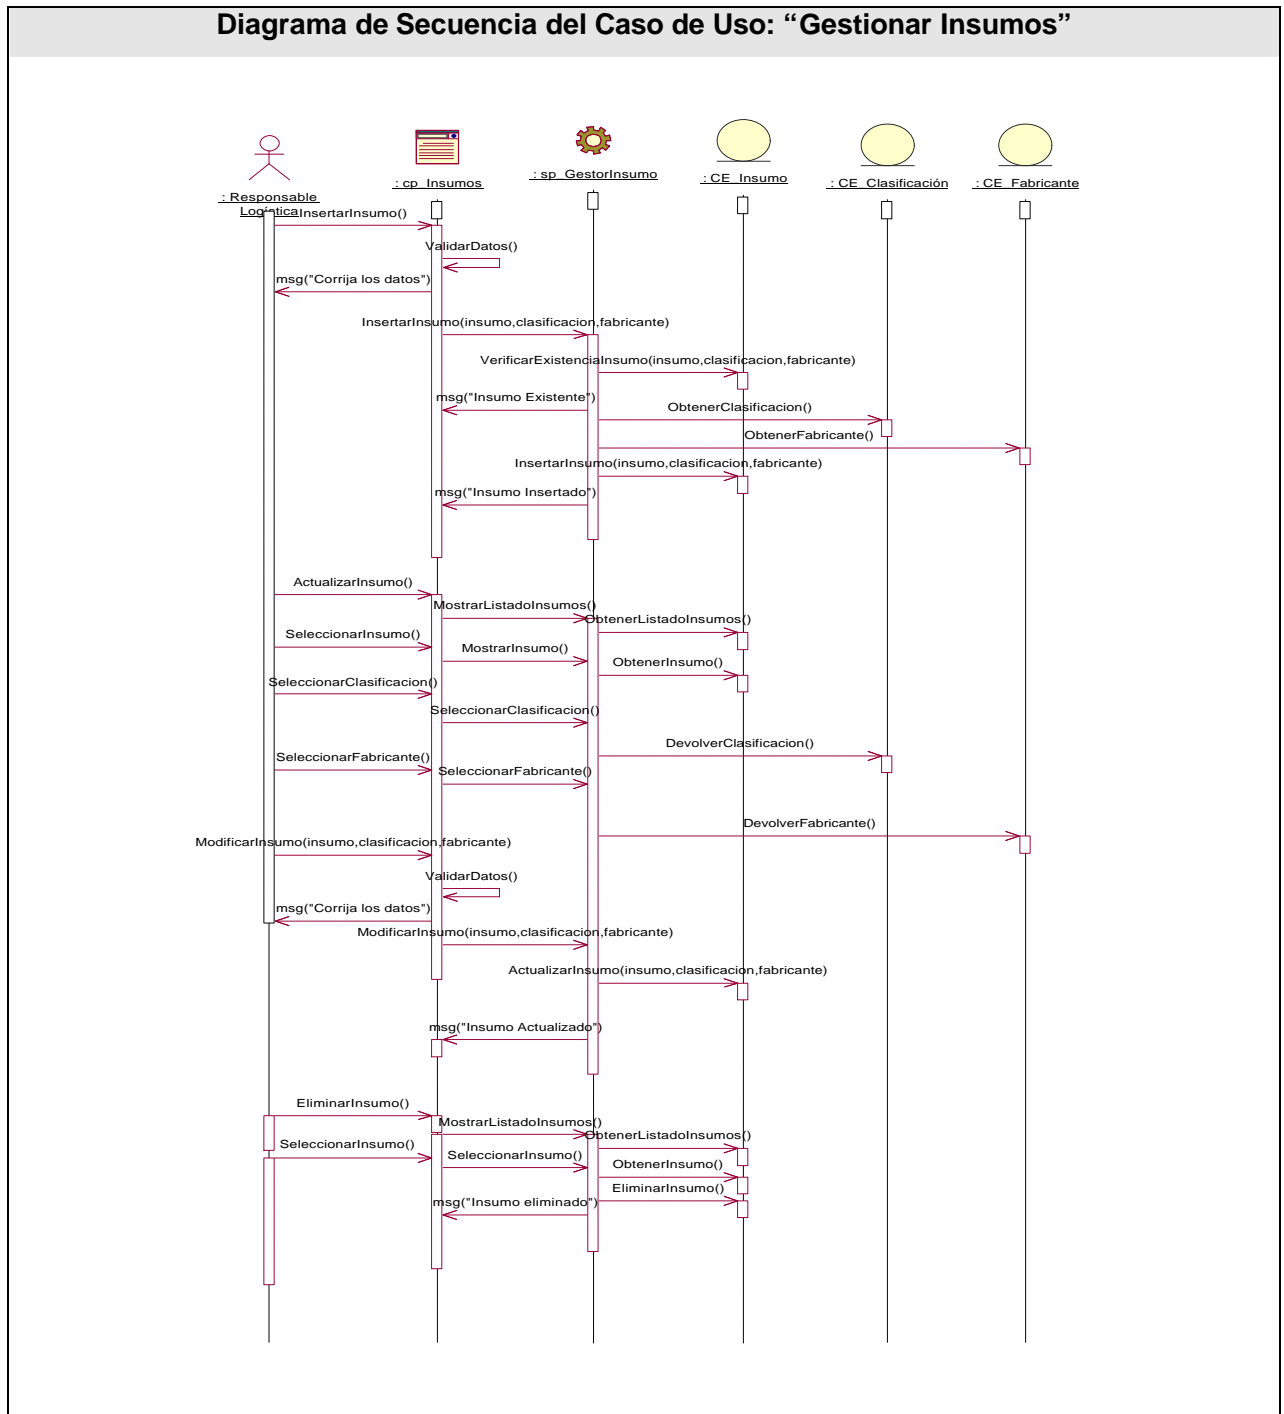 Diagrama de Secuencia del Caso de Uso: “Gestionar Insumos”
: Responsable
Logística
: cp_Insumos
: sp_GestorInsumo
: CE_Insumo
: CE_Clasificación
: CE_Fabricante
InsertarInsumo()
ValidarDatos()
msg("Corrija los datos")
InsertarInsumo(insumo,clasificacion,fabricante)
VerificarExistenciaInsumo(insumo,clasificacion,fabricante)
msg("Insumo Existente")
ObtenerClasificacion()
ObtenerFabricante()
InsertarInsumo(insumo,clasificacion,fabricante)
msg("Insumo Insertado")
ActualizarInsumo()
MostrarListadoInsumos()
ObtenerListadoInsumos()
SeleccionarInsumo()
MostrarInsumo()
ObtenerInsumo()
SeleccionarClasificacion()
SeleccionarClasificacion()
DevolverClasificacion()
SeleccionarFabricante()
SeleccionarFabricante()
DevolverFabricante()
ModificarInsumo(insumo,clasificacion,fabricante)
ValidarDatos()
msg("Corrija los datos")
ModificarInsumo(insumo,clasificacion,fabricante)
ActualizarInsumo(insumo,clasificacion,fabricante)
msg("Insumo Actualizado")
EliminarInsumo()
MostrarListadoInsumos()
ObtenerListadoInsumos()
SeleccionarInsumo()
SeleccionarInsumo()
ObtenerInsumo()
EliminarInsumo()
msg("Insumo eliminado")